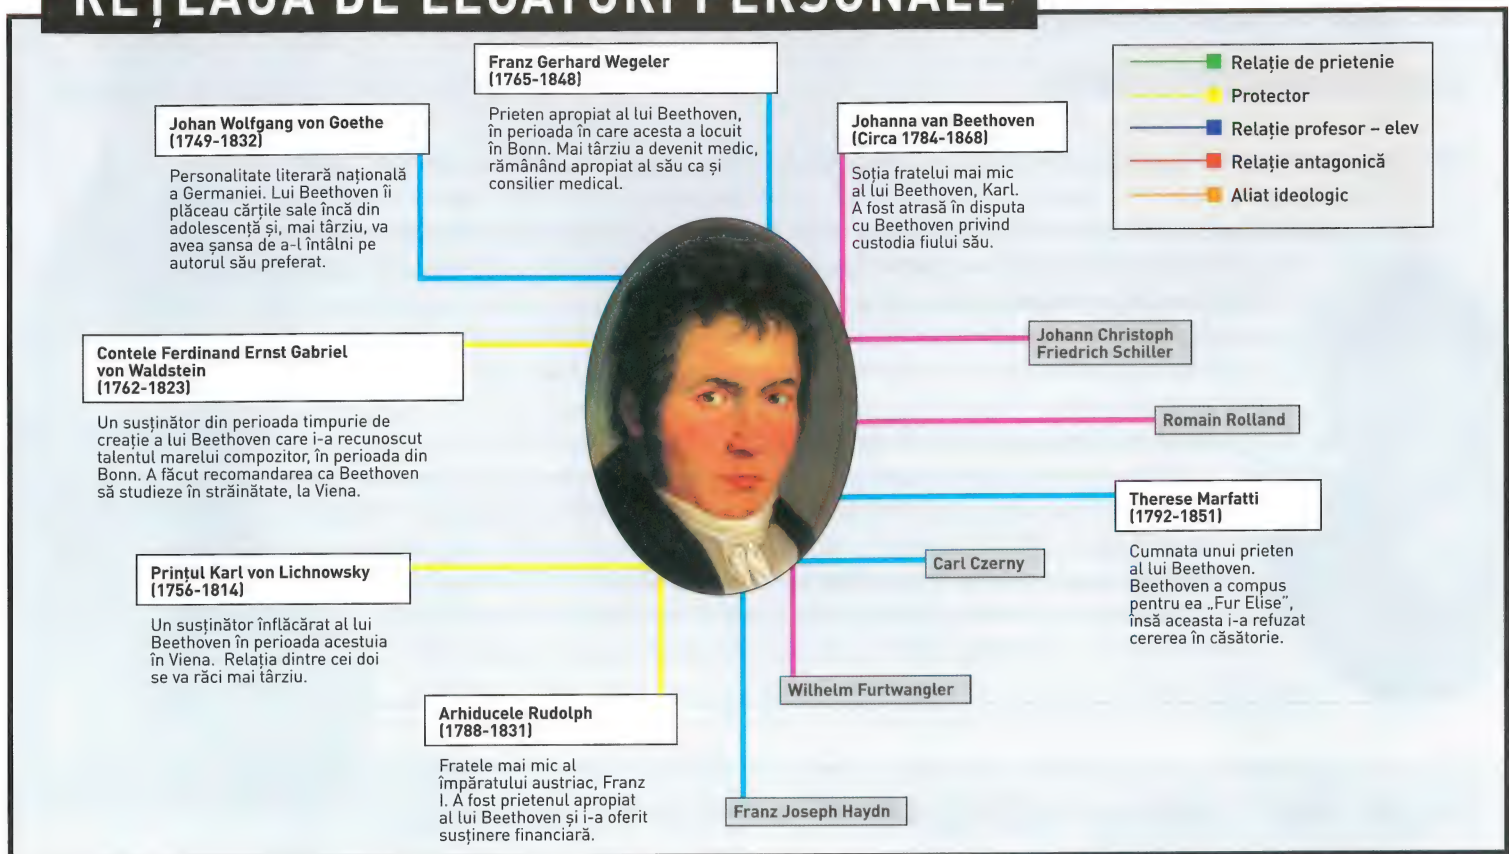 REȚEAUA DE LEGĂTURI PERSONALE
Franz Gerhard Wegeler
(1765-1848)
Prieten apropiat al lui Beethoven,
în perioada în care acesta a locuit
în Bonn. Mai târziu a devenit medic,
rămânând apropiat al său ca și
consilier medical.
Johan Wolfgang von Goethe
(1749-1832)
Personalitate literară națională
a Germaniei. Lui Beethoven îi
plăceau cărțile sale încă din
adolescență și, mai târziu, va
avea șansa de a-l întâlni pe
autorul său preferat.
Johanna van Beethoven
(Circa 1784-1868)
Soția fratelui mai mic
al lui Beethoven, Karl.
A fost atrasă în disputa
cu Beethoven privind
custodia fiului său.
Relație de prietenie
Protector
Relație profesor – elev
Relație antagonică
Aliat ideologic
Contele Ferdinand Ernst Gabriel
von Waldstein
(1762-1823)
Un susținător din perioada timpurie de
creație a lui Beethoven care i-a recunoscut
talentul marelui compozitor, în perioada din
Bonn. A făcut recomandarea ca Beethoven
să studieze în străinătate, la Viena.
Johann Christoph
Friedrich Schiller
Romain Rolland
Therese Marfatti
(1792-1851)
Cumnata unui prieten
al lui Beethoven.
Beethoven a compus
pentru ea „Fur Elise”,
însă aceasta i-a refuzat
cererea în căsătorie.
Carl Czerny
Prințul Karl von Lichnowsky
(1756-1814)
Un susținător înflăcărat al lui
Beethoven în perioada acestuia
în Viena. Relația dintre cei doi
se va răci mai târziu.
Wilhelm Furtwangler
Arhiducele Rudolph
(1788-1831)
Fratele mai mic al
împăratului austriac, Franz
I. A fost prietenul apropiat
al lui Beethoven și i-a oferit
susținere financiară.
Franz Joseph Haydn